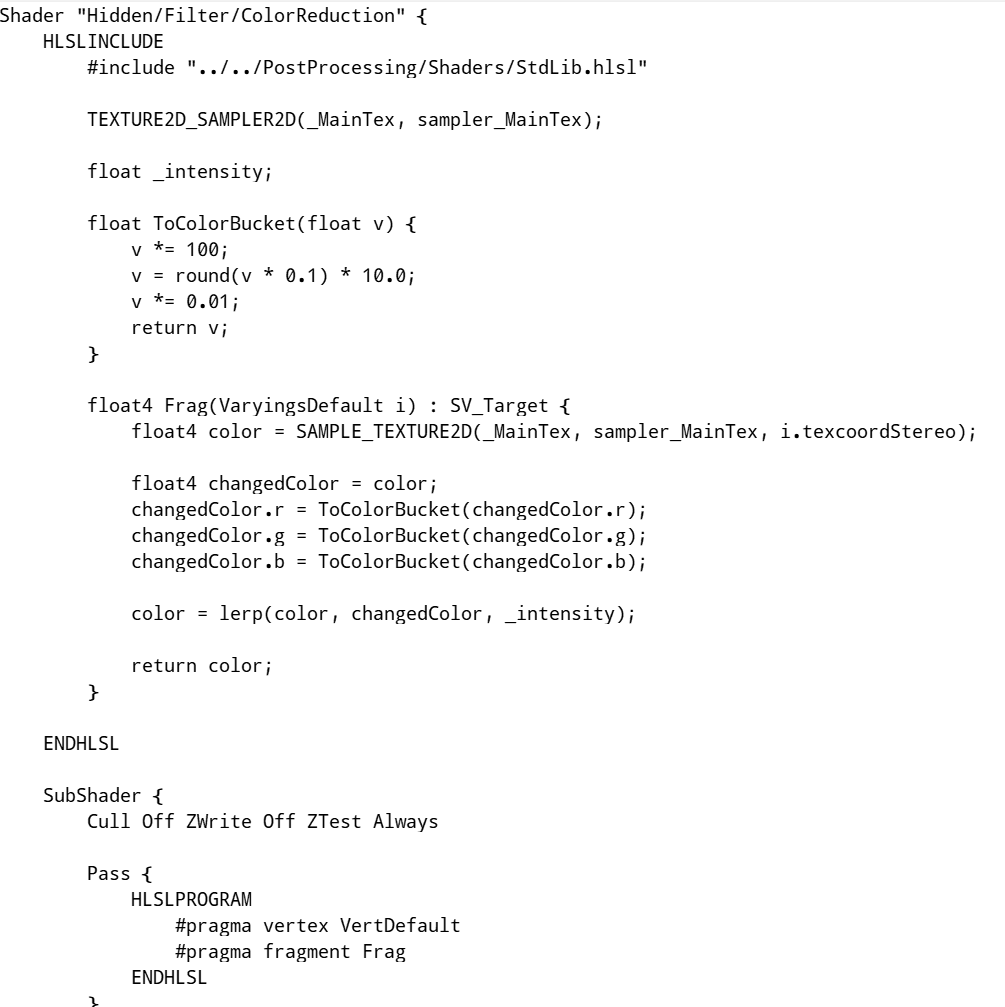 Shader "Hidden/Filter/ColorReduction" {
    HLSLINCLUDE
        #include "../../PostProcessing/Shaders/StdLib.hlsl"

        TEXTURE2D_SAMPLER2D(_MainTex, sampler_MainTex);

        float _intensity;

        float ToColorBucket(float v) {
            v *= 100;
            v = round(v * 0.1) * 10.0;
            v *= 0.01;
            return v;
        }

        float4 Frag(VaryingsDefault i) : SV_Target {
            float4 color = SAMPLE_TEXTURE2D(_MainTex, sampler_MainTex, i.texcoordStereo);

            float4 changedColor = color;
            changedColor.r = ToColorBucket(changedColor.r);
            changedColor.g = ToColorBucket(changedColor.g);
            changedColor.b = ToColorBucket(changedColor.b);

            color = lerp(color, changedColor, _intensity);

            return color;
        }

    ENDHLSL

    SubShader {
        Cull Off ZWrite Off ZTest Always

        Pass {
            HLSLPROGRAM
                #pragma vertex VertDefault
                #pragma fragment Frag
            ENDHLSL
        }